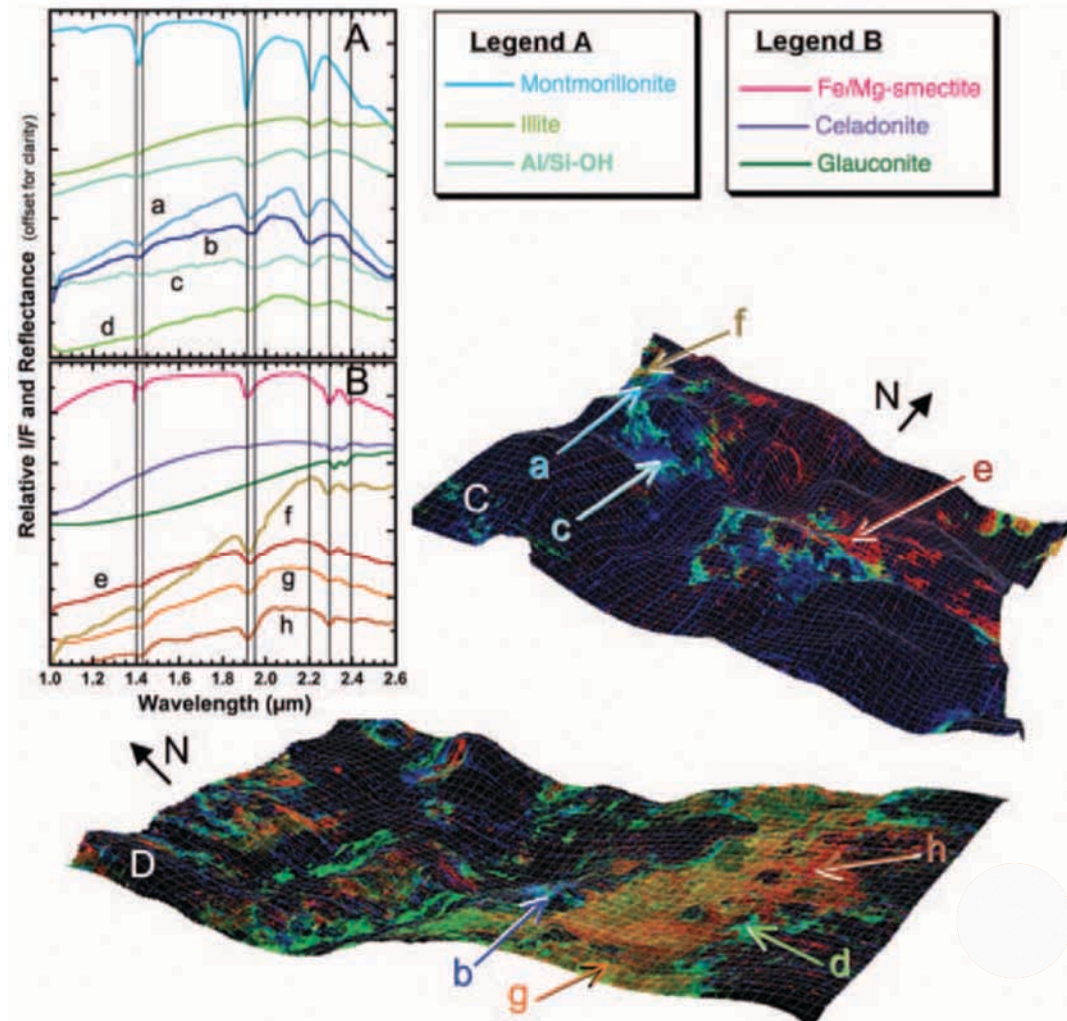 A
Legend A
Montmorillonite
Illite
Al/Si-OH
Legend B
Fe/Mg-smectite
Celadonite
Glauconite
Relative I/F and Reflectance (offset for clarity)
a
b
c
d
B
f
e
g
h
1.0 1.2 1.4 1.6 1.8 2.0 2.2 2.4 2.6
Wavelength (μm)
f
N
a
e
C
c
N
D
h
b
d
g